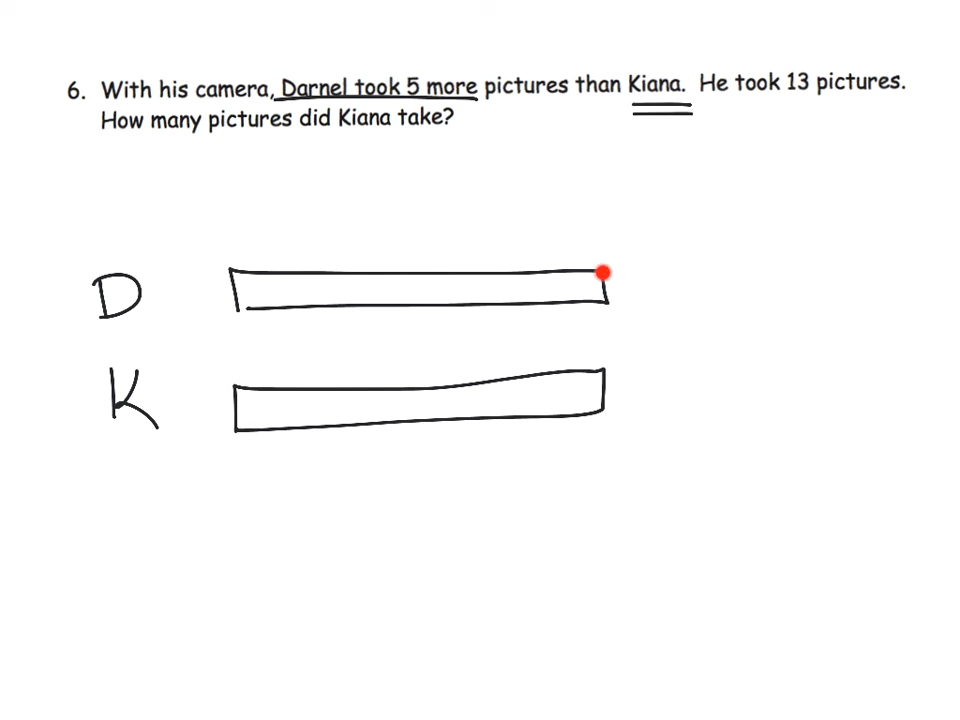 6. With his camera, Darnel took 5 more pictures than Kiana. He took 13 pictures.
How many pictures did Kiana take?
D
K